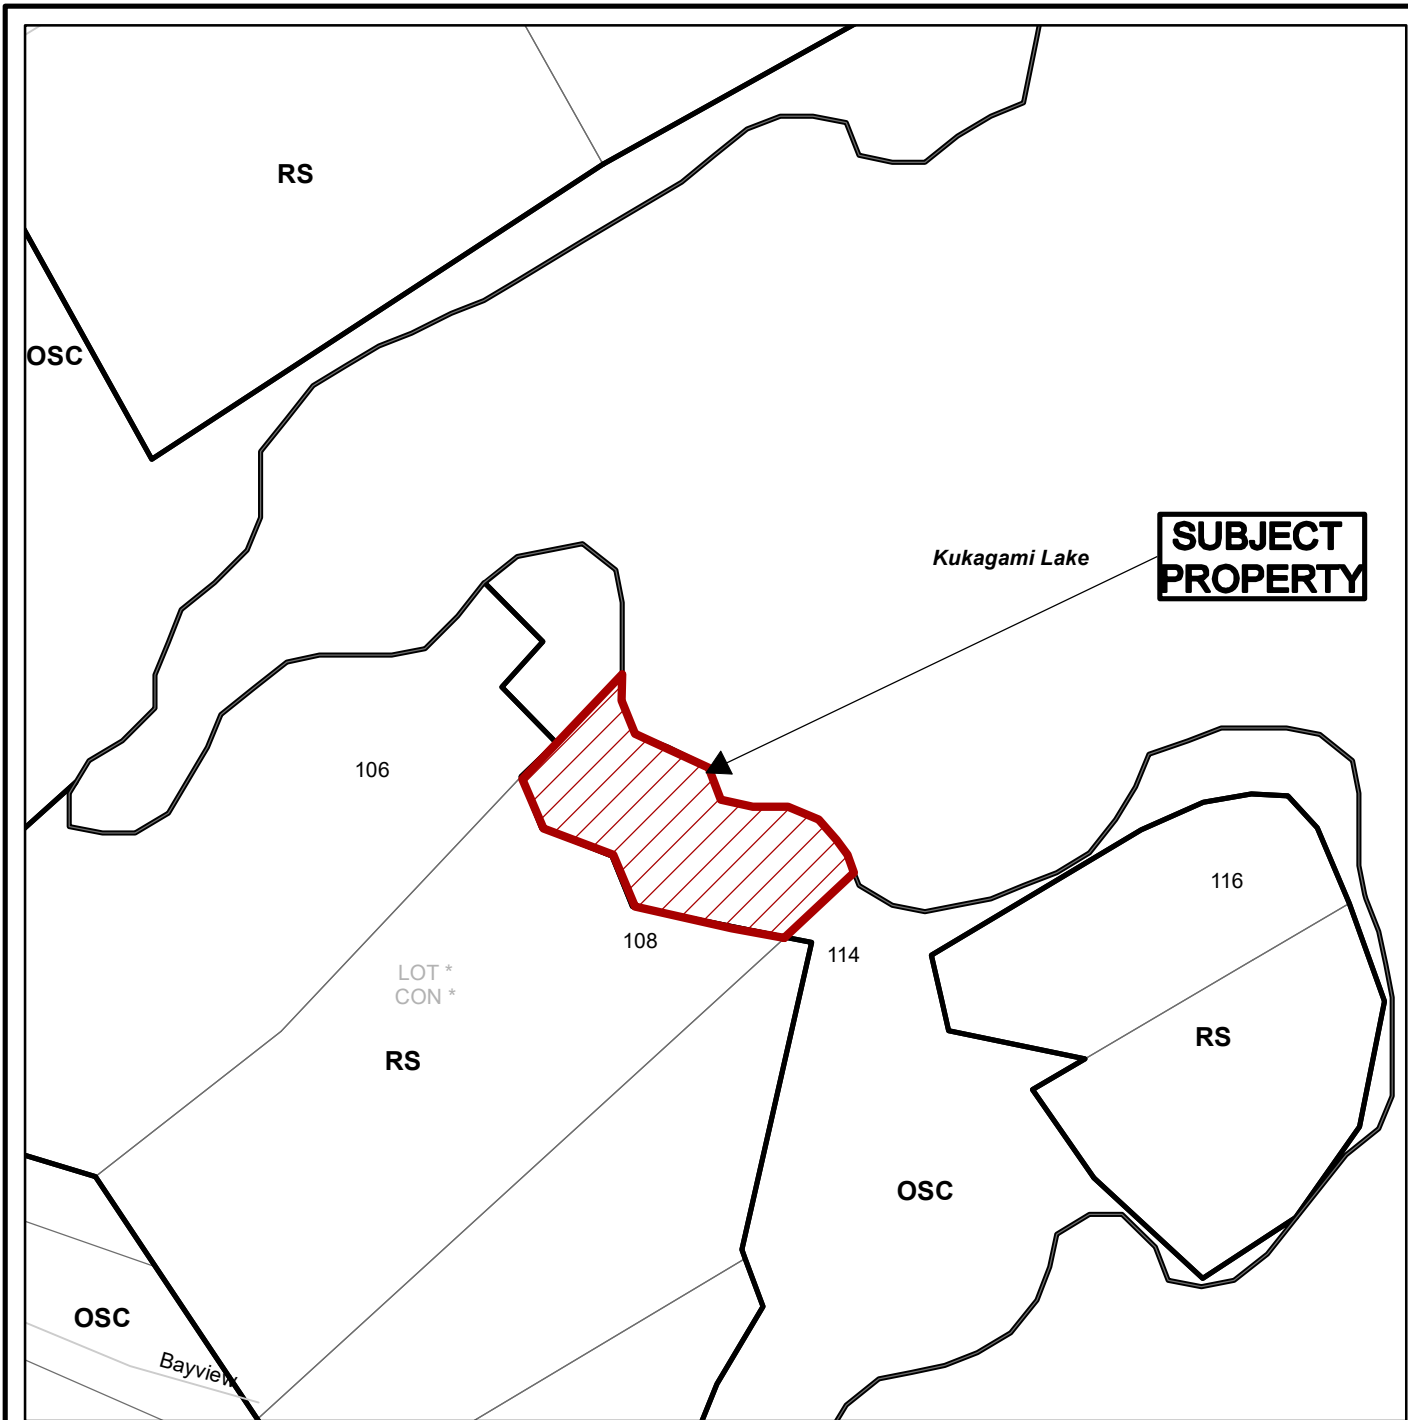 RS
OSC
SUBJECT
PROPERTY
Kukagami Lake
106
116
108
114
LOT *
CON *
RS
RS
OSC
OSC
Bayview